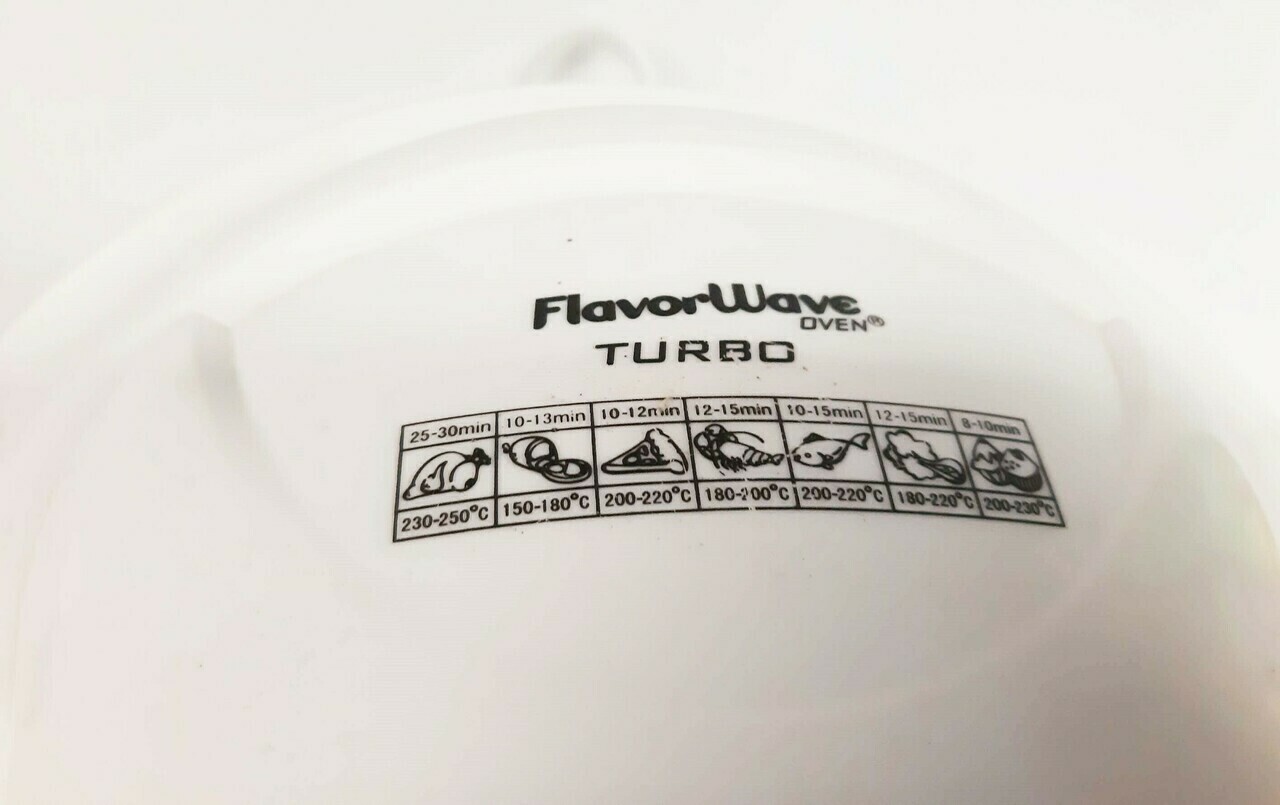 FlavorWave
OVEN®
TURBO
25-30min 10-13min 10-12min 12-15min 10-15min 12-15min 8-10min
230-250°C 150-180°C 200-220°C 180-200°C 200-220°C 180-220°C 200-230°C